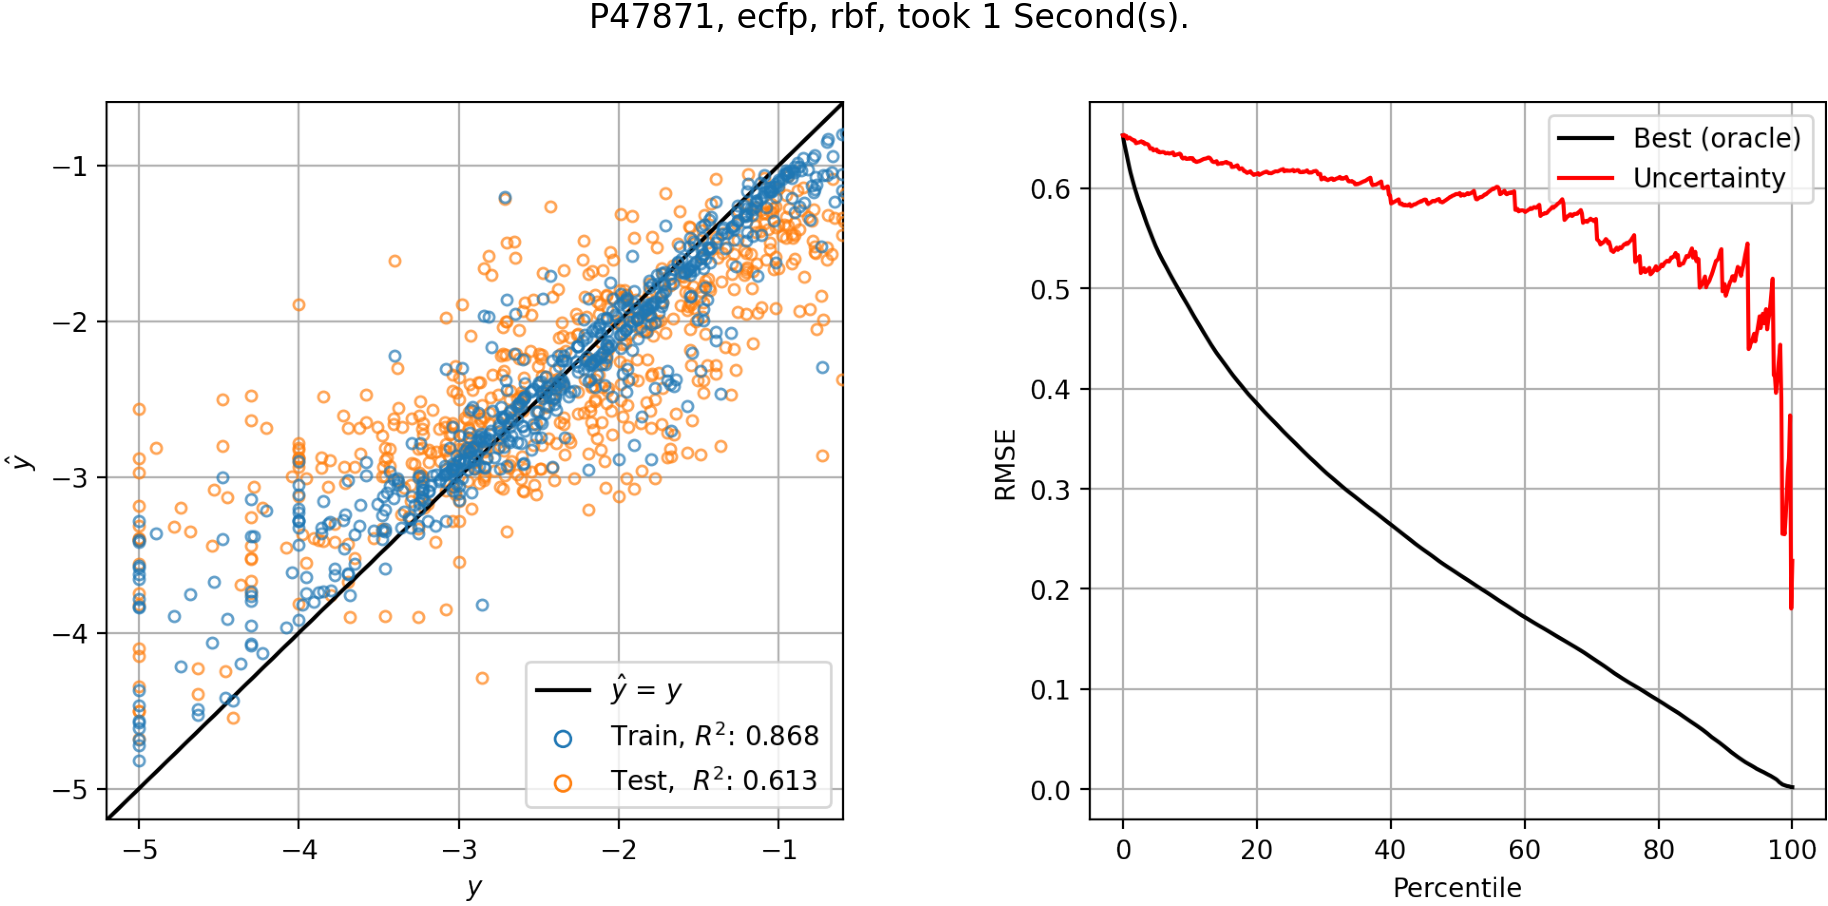 P47871, ecfp, rbf, took 1 Second(s).
−1
−2
−3
−4
−5
ŷ
−5 −4 −3 −2 −1
y
ŷ = y
Train, R²: 0.868
Test, R²: 0.613
0.6
0.5
0.4
0.3
0.2
0.1
0.0
RMSE
0 20 40 60 80 100
Percentile
Best (oracle)
Uncertainty